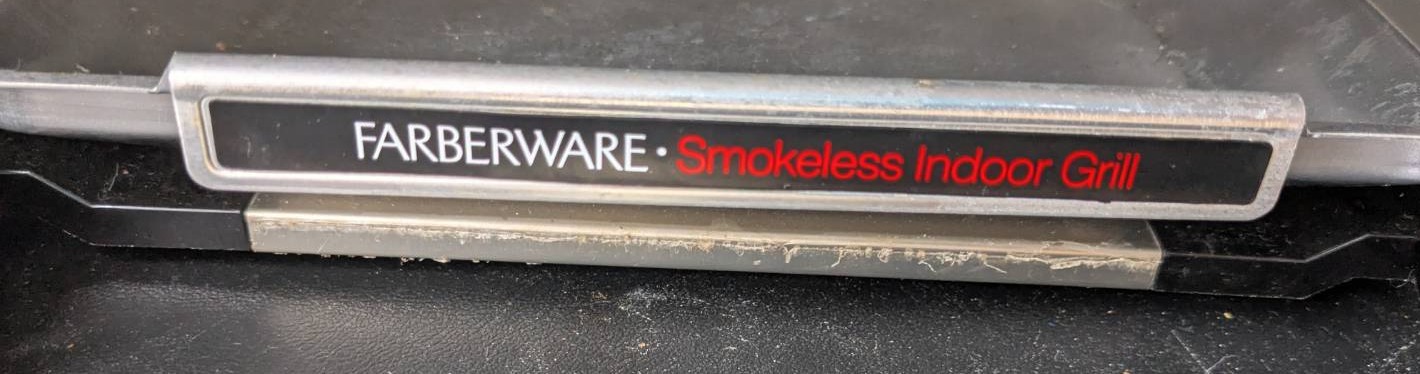 FARBERWARE · Smokeless Indoor Grill